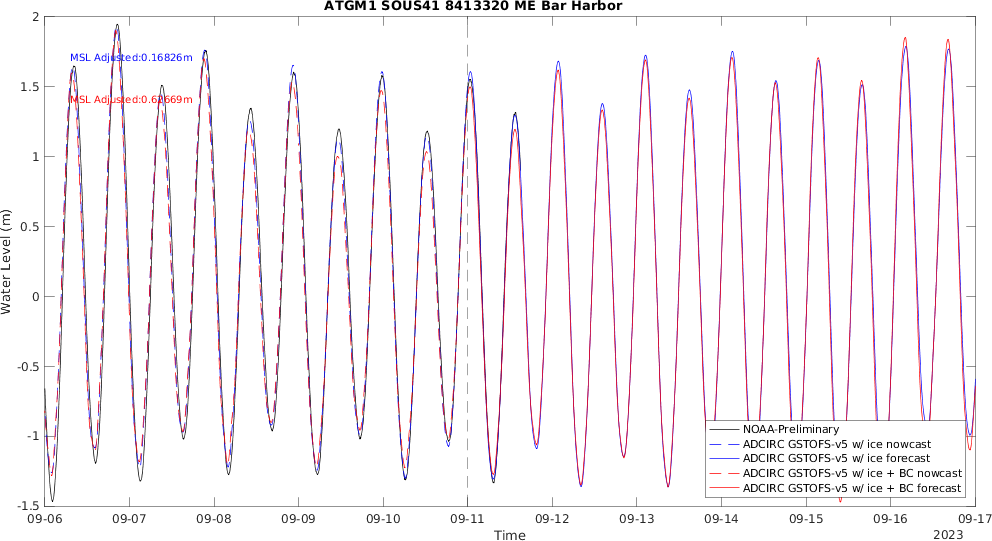 ATGM1 SOUS41 8413320 ME Bar Harbor
2
1.5
1
0.5
0
-0.5
-1
-1.5
Water Level (m)
MSL Adjusted:0.16826m
NOAA-Preliminary
ADCIRC GSTOFS-v5 w/ ice nowcast
ADCIRC GSTOFS-v5 w/ ice forecast
ADCIRC GSTOFS-v5 w/ ice + BC nowcast
ADCIRC GSTOFS-v5 w/ ice + BC forecast
09-06 09-07 09-08 09-09 09-10 09-11 09-12 09-13 09-14 09-15 09-16 09-17
Time
2023